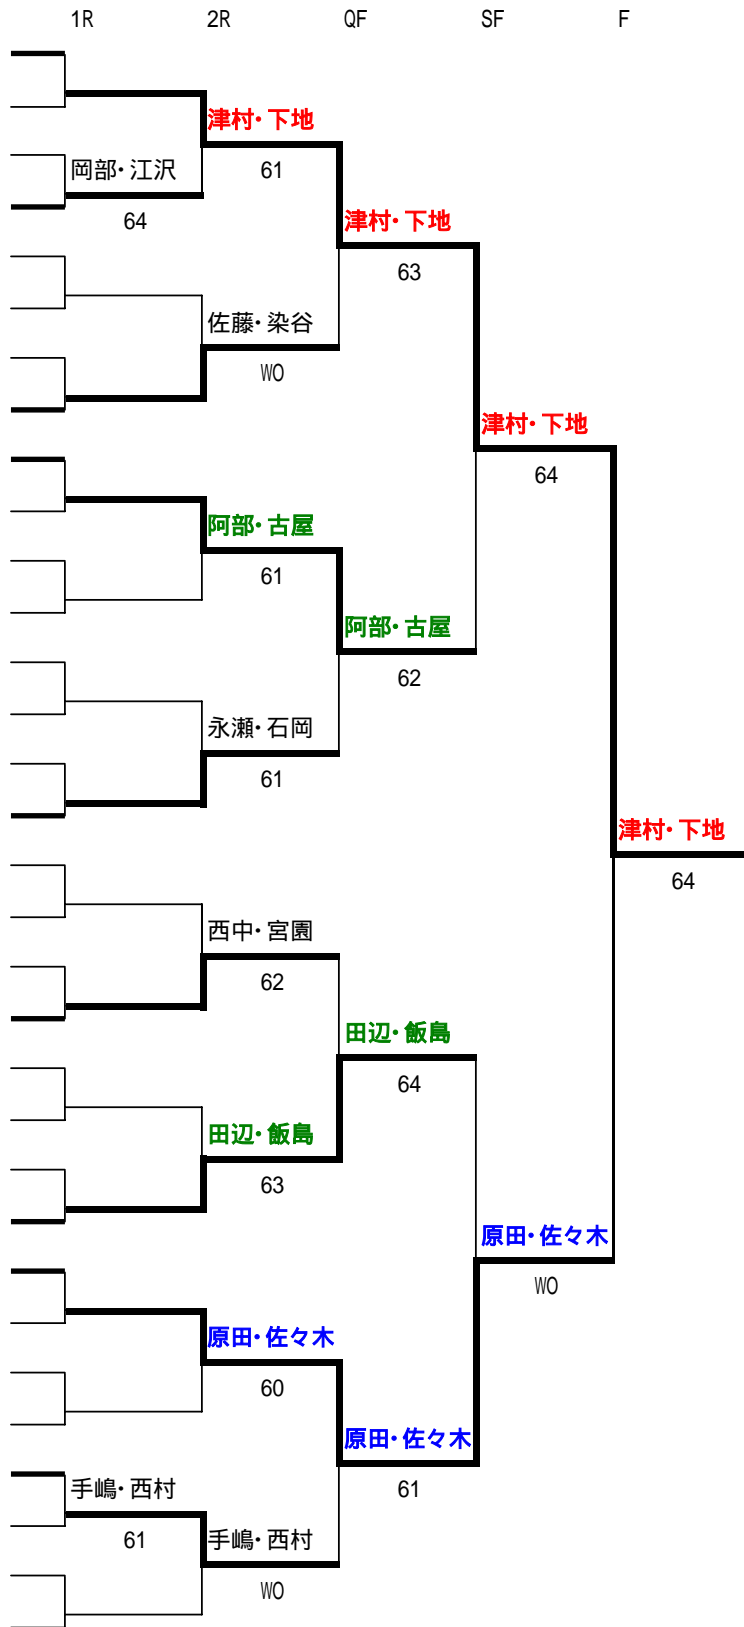 1R 2R QF SF F
津村・下地
岡部・江沢
61
64
津村・下地
63
佐藤・染谷
WO
津村・下地
64
阿部・古屋
61
阿部・古屋
62
永瀬・石岡
61
津村・下地
64
西中・宮園
62
田辺・飯島
64
田辺・飯島
63
原田・佐々木
WO
原田・佐々木
60
原田・佐々木
61
手嶋・西村
61
手嶋・西村
WO